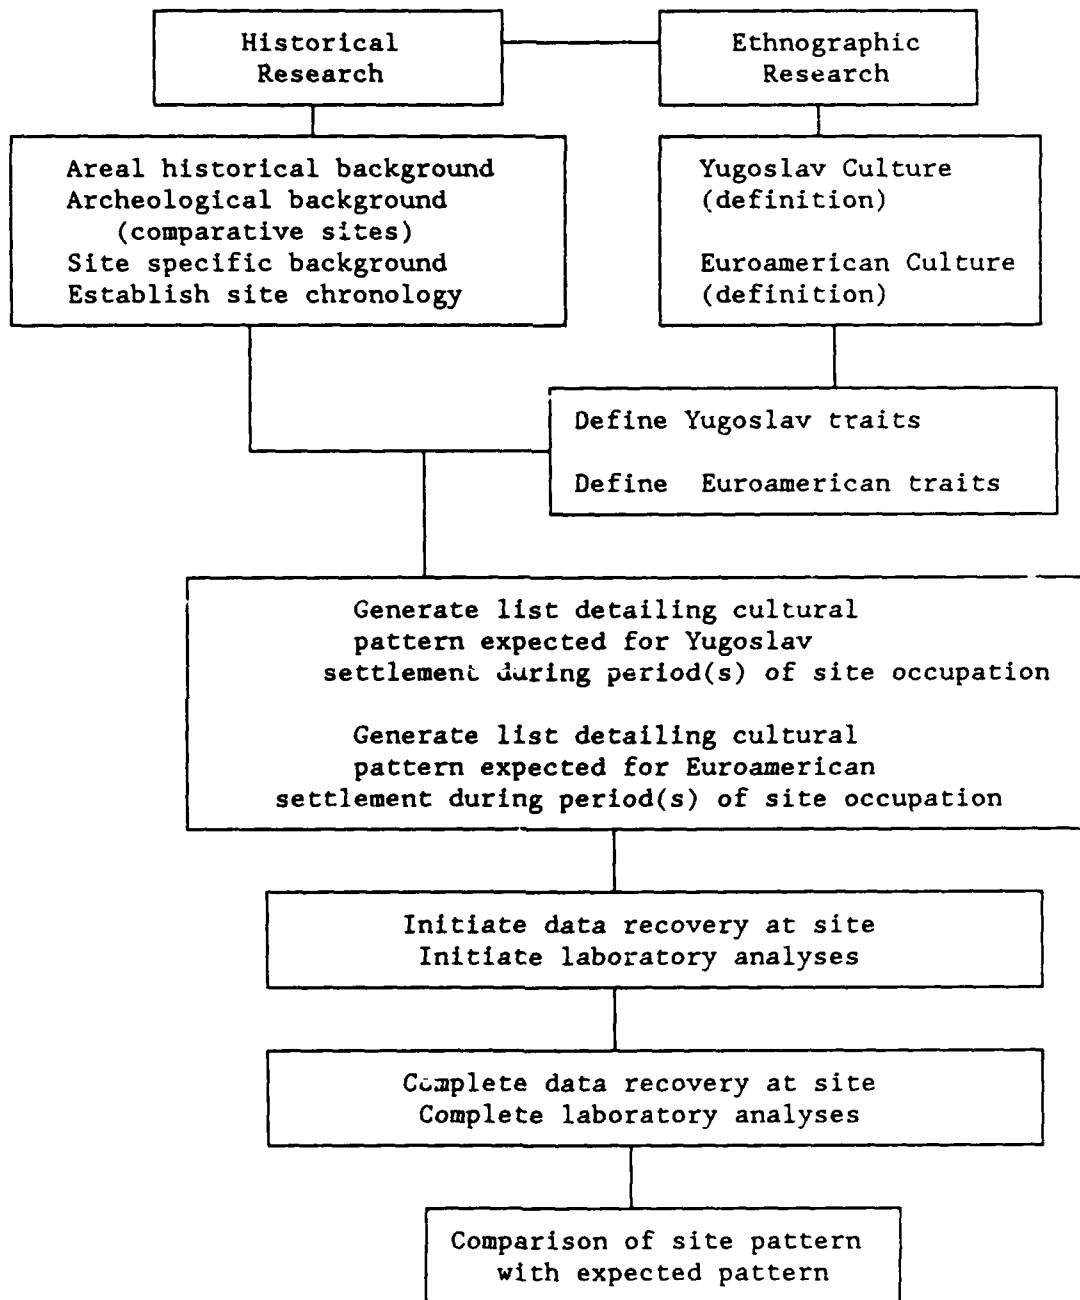 Historical
Research
Ethnographic
Research
Areal historical background
Archeological background
(comparative sites)
Site specific background
Establish site chronology
Yugoslav Culture
(definition)
Euroamerican Culture
(definition)
Define Yugoslav traits
Define Euroamerican traits
Generate list detailing cultural
pattern expected for Yugoslav
settlement during period(s) of site occupation
Generate list detailing cultural
pattern expected for Euroamerican
settlement during period(s) of site occupation
Initiate data recovery at site
Initiate laboratory analyses
Complete data recovery at site
Complete laboratory analyses
Comparison of site pattern
with expected pattern